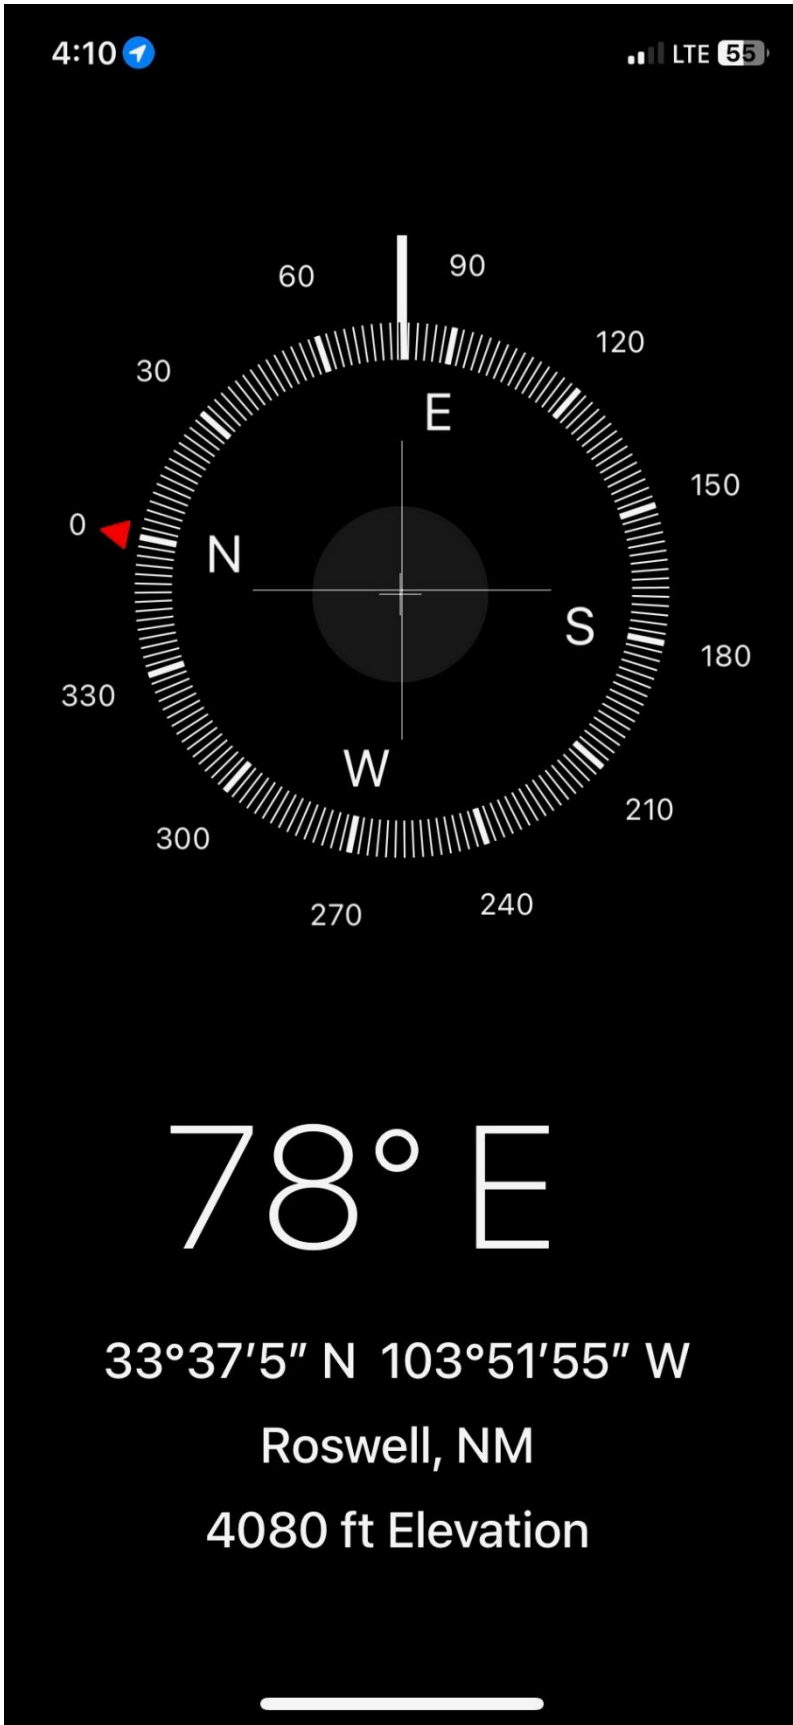 4:10 LTE 55
60 90
30 120
E
0 N 150
S
330 180
W
300 210
270 240
78° E
33°37′5″ N 103°51′55″ W
Roswell, NM
4080 ft Elevation